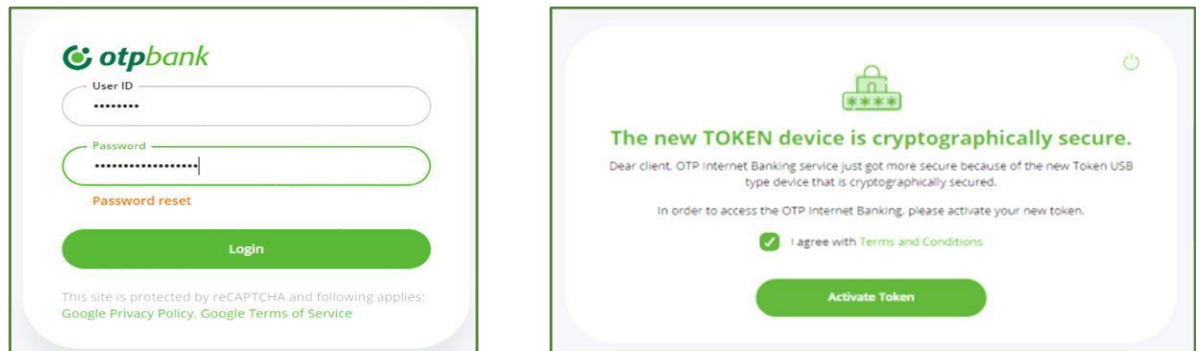 otpbank
User ID
••••••••
Password
••••••••••••••••••
Password reset
Login
This site is protected by reCAPTCHA and following applies:
Google Privacy Policy. Google Terms of Service
****
The new TOKEN device is cryptographically secure.
Dear client, OTP Internet Banking service just got more secure because of the new Token USB
type device that is cryptographically secured.
In order to access the OTP Internet Banking, please activate your new token.
I agree with Terms and Conditions
Activate Token